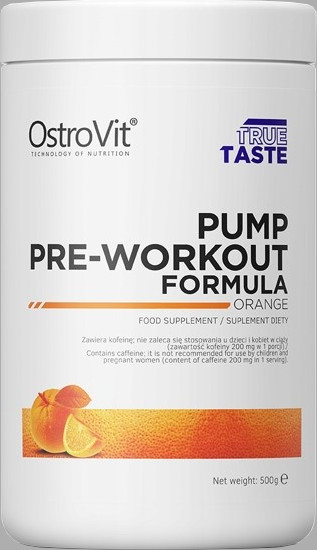 OstroVit®
TECHNOLOGY OF NUTRITION
TRUE
TASTE
PUMP
PRE-WORKOUT
FORMULA
ORANGE
FOOD SUPPLEMENT / SUPLEMENT DIETY
Zawiera kofeinę; nie zaleca się stosowania u dzieci i kobiet w ciąży
(zawartość kofeiny 200 mg w 1 porcji)./
Contains caffeine; it is not recommended for use by children and
pregnant women (content of caffeine 200 mg in 1 serving).
Net weight: 500g ℮